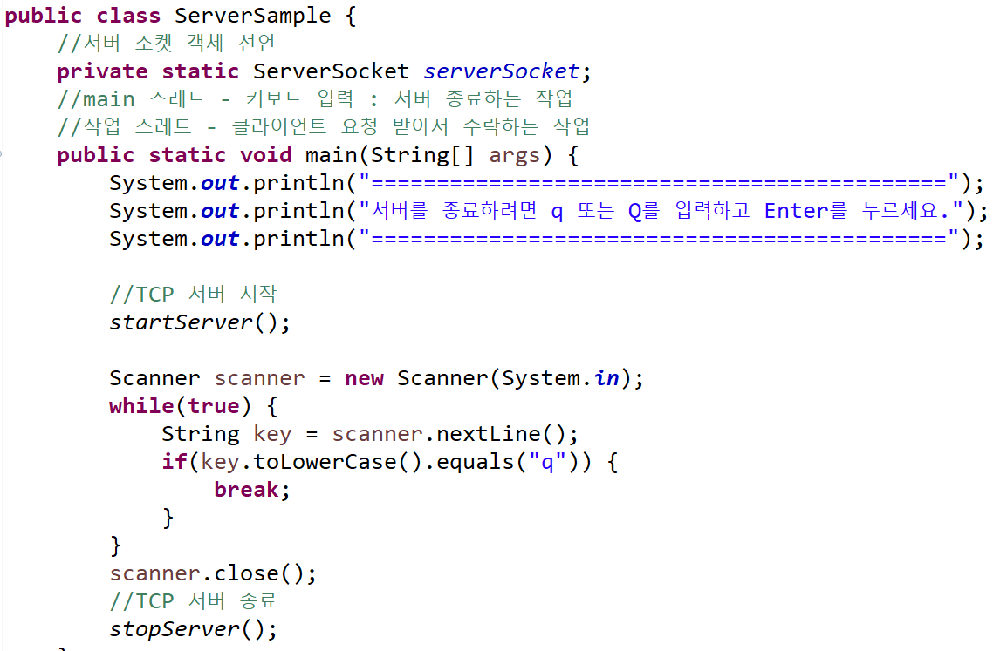 public class ServerSample {
//서버 소켓 객체 선언
private static ServerSocket serverSocket;
//main 스레드 - 키보드 입력 : 서버 종료하는 작업
//작업 스레드 - 클라이언트 요청 받아서 수락하는 작업
public static void main(String[] args) {
System.out.println("============================================");
System.out.println("서버를 종료하려면 q 또는 Q를 입력하고 Enter를 누르세요.");
System.out.println("============================================");
//TCP 서버 시작
startServer();
Scanner scanner = new Scanner(System.in);
while(true) {
String key = scanner.nextLine();
if(key.toLowerCase().equals("q")) {
break;
}
}
scanner.close();
//TCP 서버 종료
stopServer();